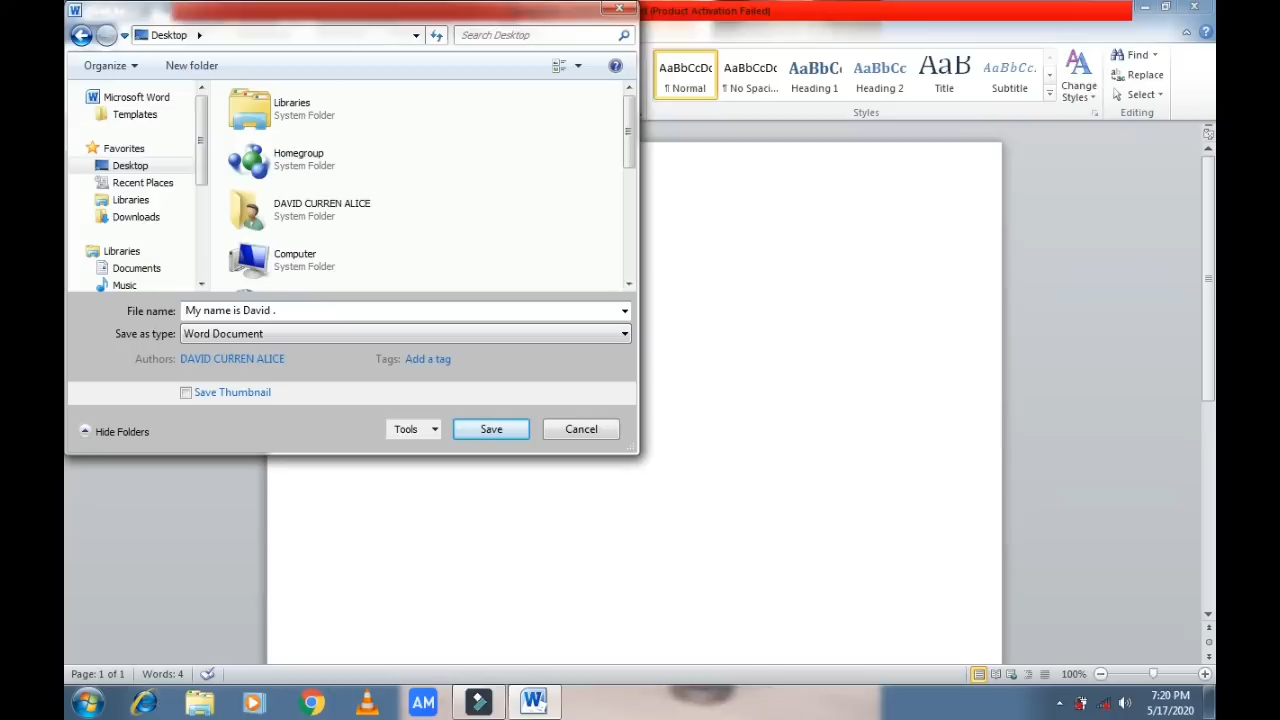 (Product Activation Failed)
Desktop
Search Desktop
Organize
New folder
Microsoft Word
Templates
Favorites
Desktop
Recent Places
Libraries
Downloads
Libraries
Documents
Music
Libraries
System Folder
Homegroup
System Folder
DAVID CURREN ALICE
System Folder
Computer
System Folder
File name: My name is David .
Save as type: Word Document
Authors: DAVID CURREN ALICE
Tags: Add a tag
Save Thumbnail
Hide Folders
Tools
Save
Cancel
AaBbCcDc
¶ Normal
AaBbCcDc
¶ No Spaci...
AaBbC(
Heading 1
AaBbCc
Heading 2
AaB
Title
AaBbCc.
Subtitle
Change
Styles
Styles
Find
Replace
Select
Editing
Page: 1 of 1
Words: 4
100%
AM
7:20 PM
5/17/2020